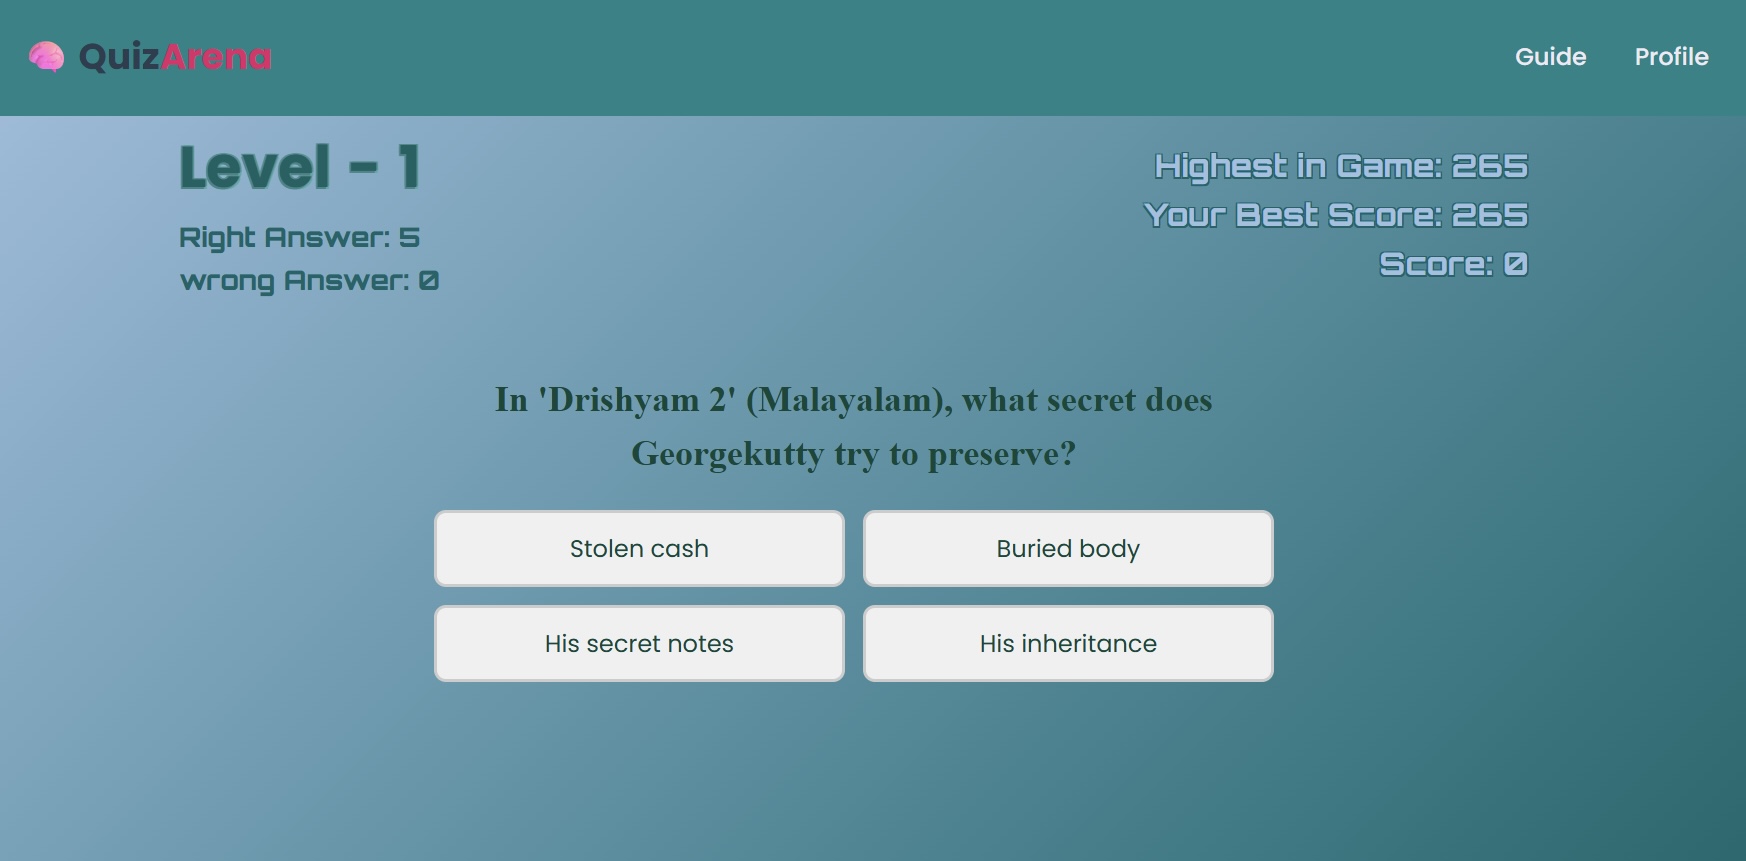 QuizArena
Guide
Profile
Level - 1
Right Answer: 5
wrong Answer: 0
Highest in Game: 265
Your Best Score: 265
Score: 0
In 'Drishyam 2' (Malayalam), what secret does
Georgekutty try to preserve?
Stolen cash
Buried body
His secret notes
His inheritance